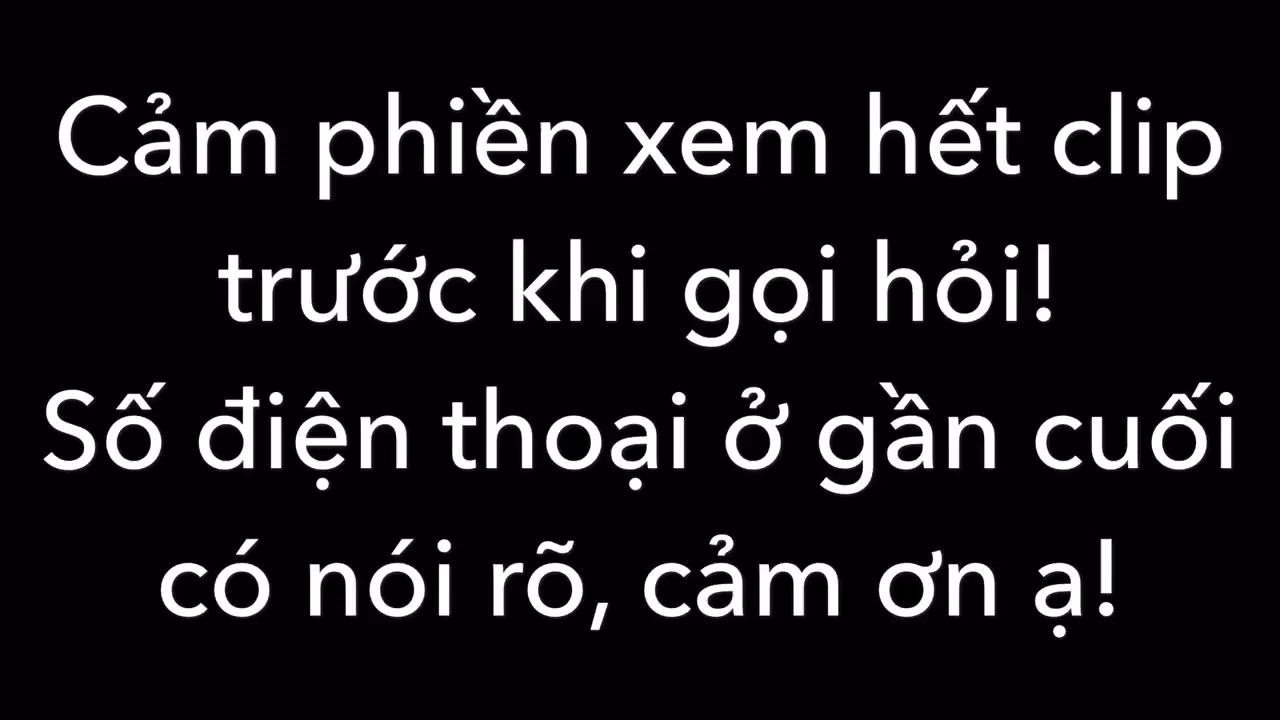 Cảm phiền xem hết clip
trước khi gọi hỏi!
Số điện thoại ở gần cuối
có nói rõ, cảm ơn ạ!